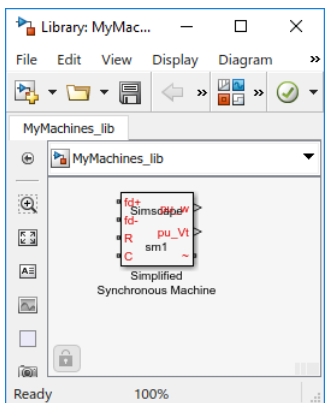 Library: MyMac...
File Edit View Display Diagram »
» »
MyMachines_lib
MyMachines_lib
fd+ pu_w
Simscape
fd-
R pu_Vt
sm1
C ~
Simplified
Synchronous Machine
Ready 100%